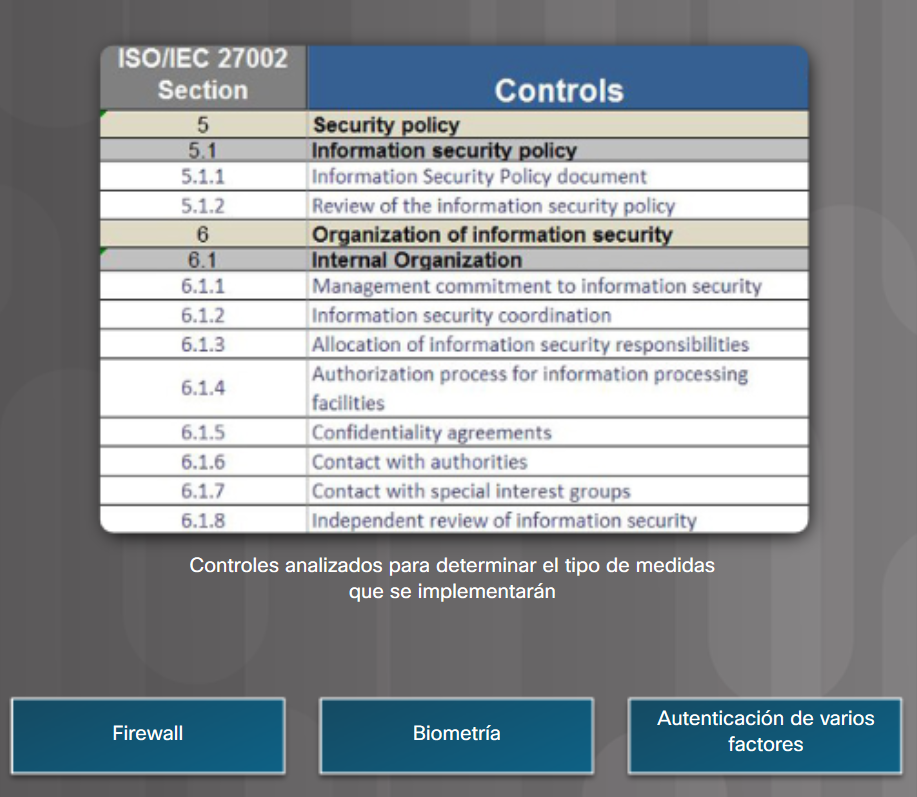 ISO/IEC 27002
Section
Controls
5 Security policy
5.1 Information security policy
5.1.1 Information Security Policy document
5.1.2 Review of the information security policy
6 Organization of information security
6.1 Internal Organization
6.1.1 Management commitment to information security
6.1.2 Information security coordination
6.1.3 Allocation of information security responsibilities
6.1.4 Authorization process for information processing
facilities
6.1.5 Confidentiality agreements
6.1.6 Contact with authorities
6.1.7 Contact with special interest groups
6.1.8 Independent review of information security
Controles analizados para determinar el tipo de medidas
que se implementarán
Firewall
Biometría
Autenticación de varios
factores